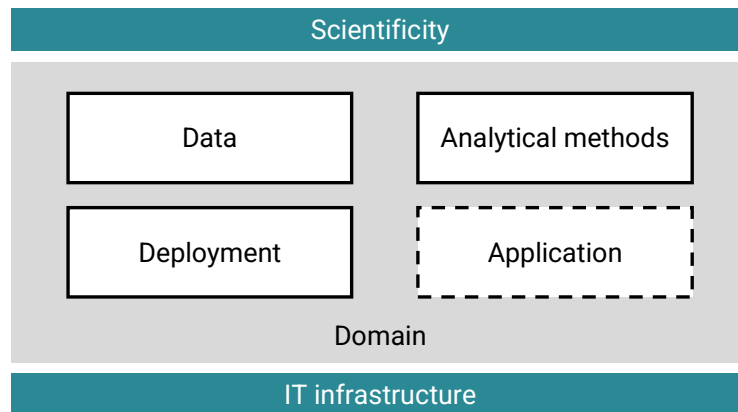 Scientificity
Data
Analytical methods
Deployment
Application
Domain
IT infrastructure